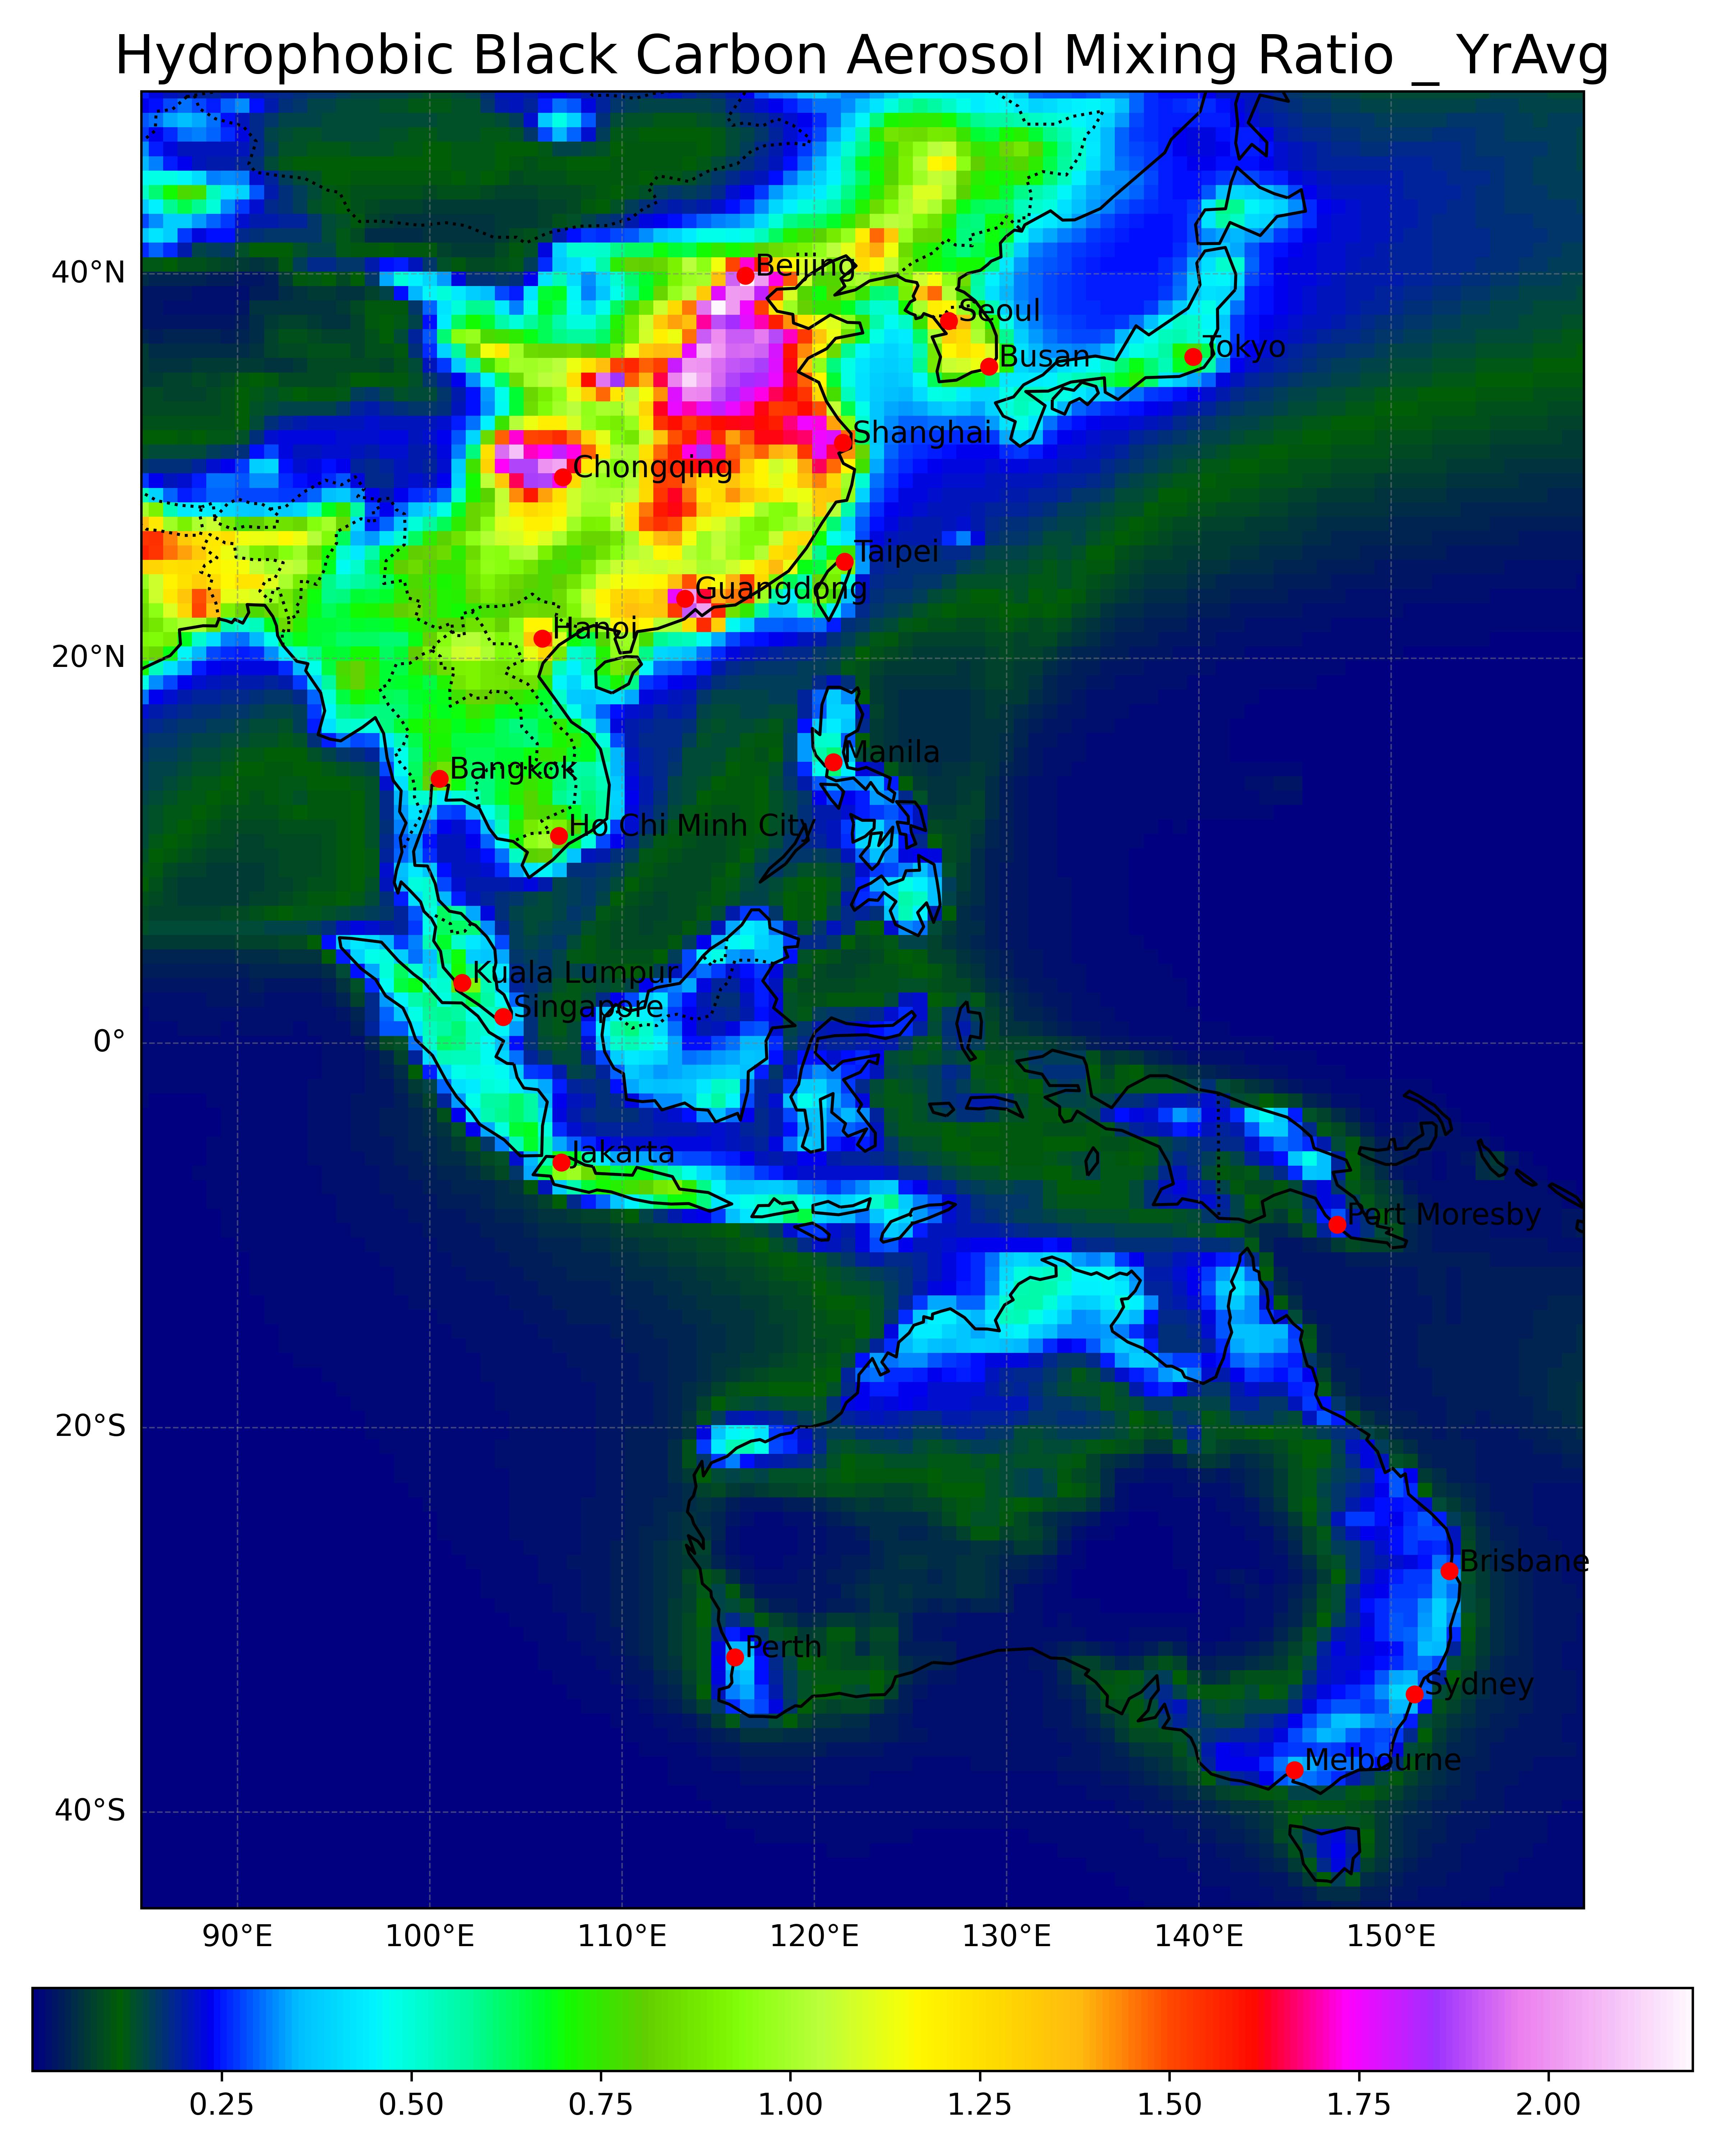 Hydrophobic Black Carbon Aerosol Mixing Ratio _ YrAvg
40°N
Beijing
Seoul
Tokyo
Busan
Shanghai
Chongqing
Taipei
Guangdong
Hanoi
20°N
Manila
Bangkok
Ho Chi Minh City
Kuala Lumpur
Singapore
0°
Jakarta
Port Moresby
20°S
Brisbane
Perth
Sydney
Melbourne
40°S
90°E 100°E 110°E 120°E 130°E 140°E 150°E
0.25 0.50 0.75 1.00 1.25 1.50 1.75 2.00